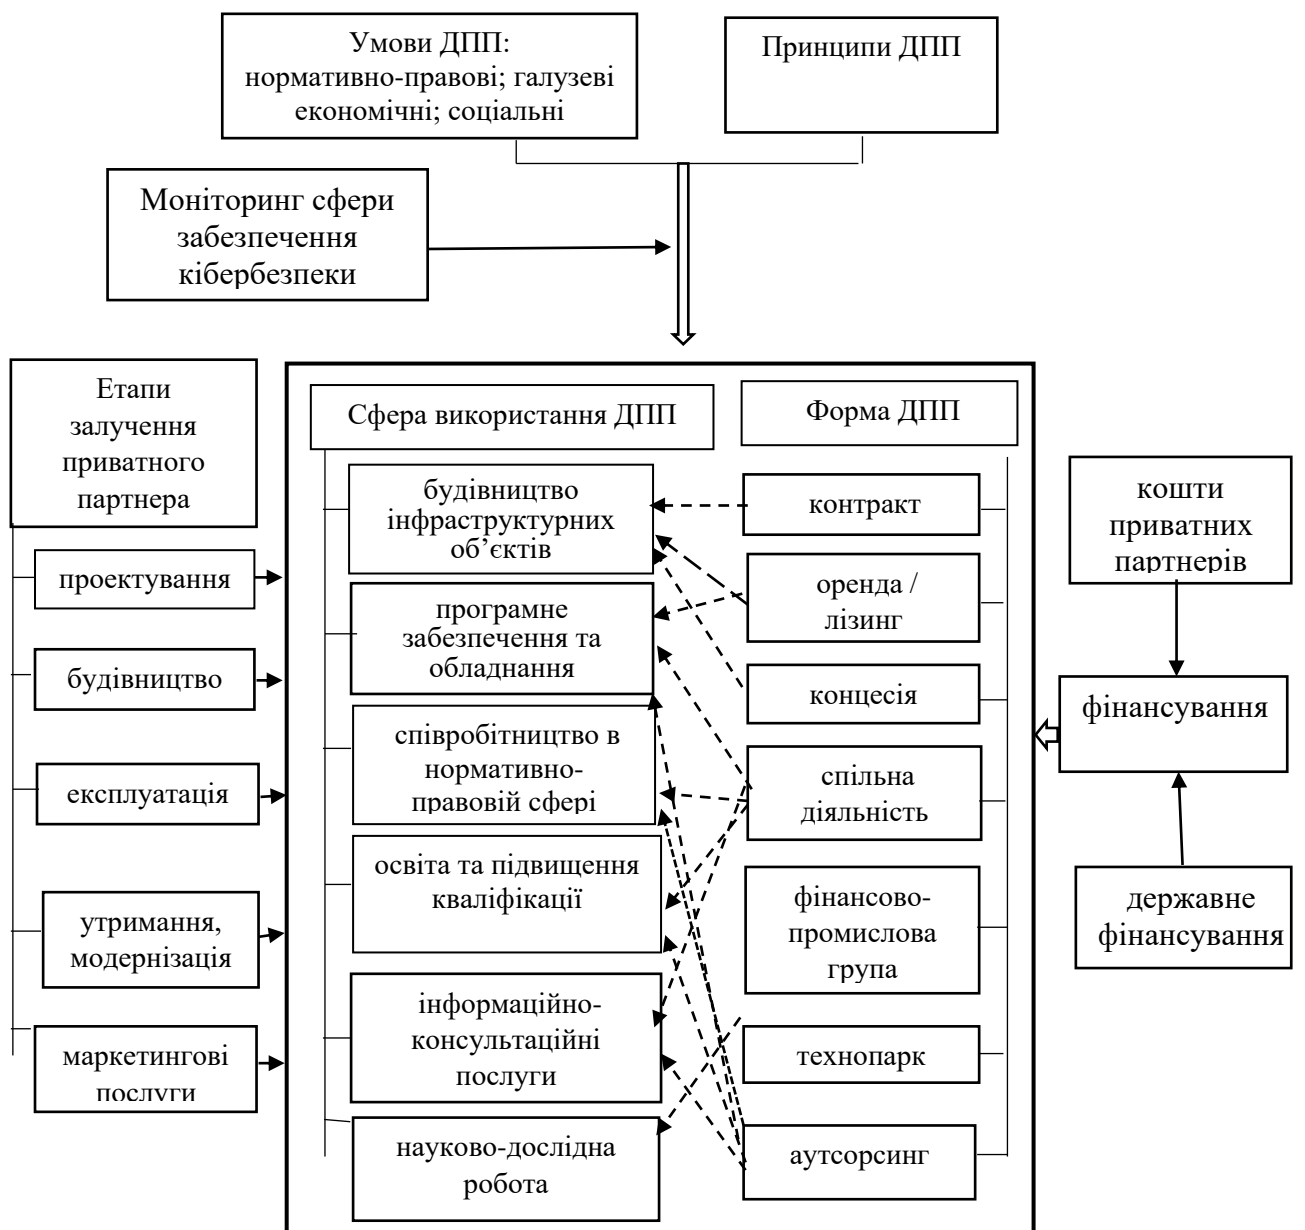 Умови ДПП:
нормативно-правові; галузеві
економічні; соціальні
Принципи ДПП
Моніторинг сфери
забезпечення
кібербезпеки
Етапи
залучення
приватного
партнера
проектування
будівництво
експлуатація
утримання,
модернізація
маркетингові
послуги
Сфера використання ДПП
будівництво
інфраструктурних
об’єктів
програмне
забезпечення та
обладнання
співробітництво в
нормативно-
правовій сфері
освіта та підвищення
кваліфікації
інформаційно-
консультаційні
послуги
науково-дослідна
робота
Форма ДПП
контракт
оренда /
лізинг
концесія
спільна
діяльність
фінансово-
промислова
група
технопарк
аутсорсинг
кошти
приватних
партнерів
фінансування
державне
фінансування